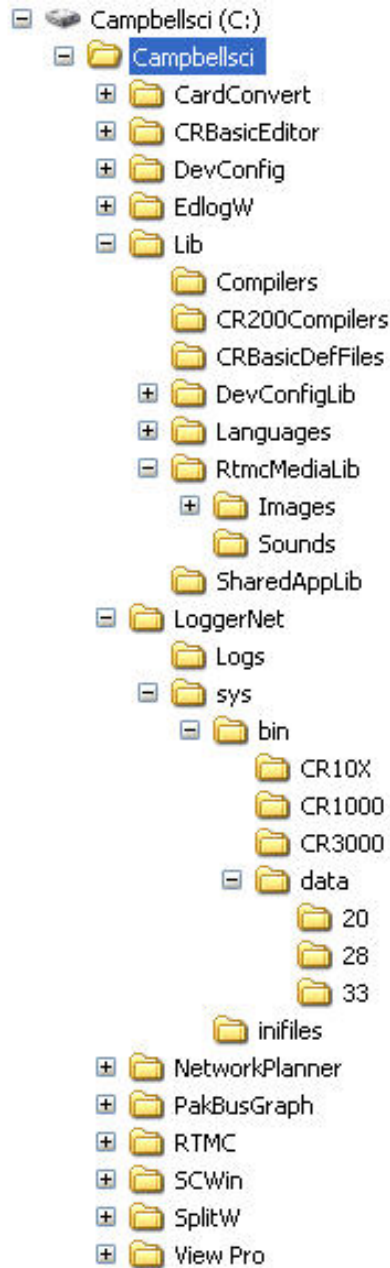 Campbellsci (C:)
Campbellsci
CardConvert
CRBasicEditor
DevConfig
EdlogW
Lib
Compilers
CR200Compilers
CRBasicDefFiles
DevConfigLib
Languages
RtmcMediaLib
Images
Sounds
SharedAppLib
LoggerNet
Logs
sys
bin
CR10X
CR1000
CR3000
data
20
28
33
inifiles
NetworkPlanner
PakBusGraph
RTMC
SCWin
SplitW
View Pro